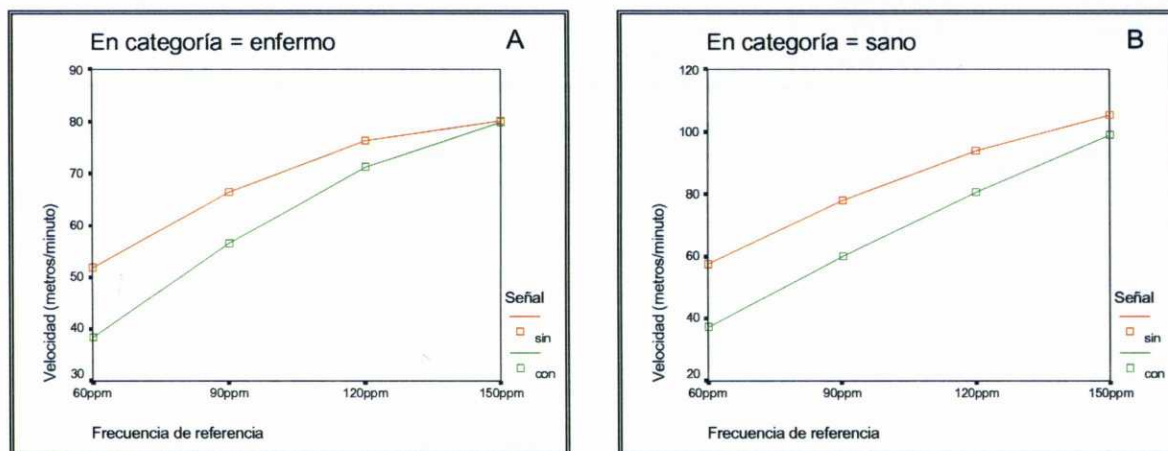 En categoría = enfermo
A
90
80
70
60
50
40
30
Velocidad (metros/minuto)
60ppm
90ppm
120ppm
150ppm
Frecuencia de referencia
Señal
sin
con
En categoría = sano
B
120
100
80
60
40
20
Velocidad (metros/minuto)
60ppm
90ppm
120ppm
150ppm
Frecuencia de referencia
Señal
sin
con